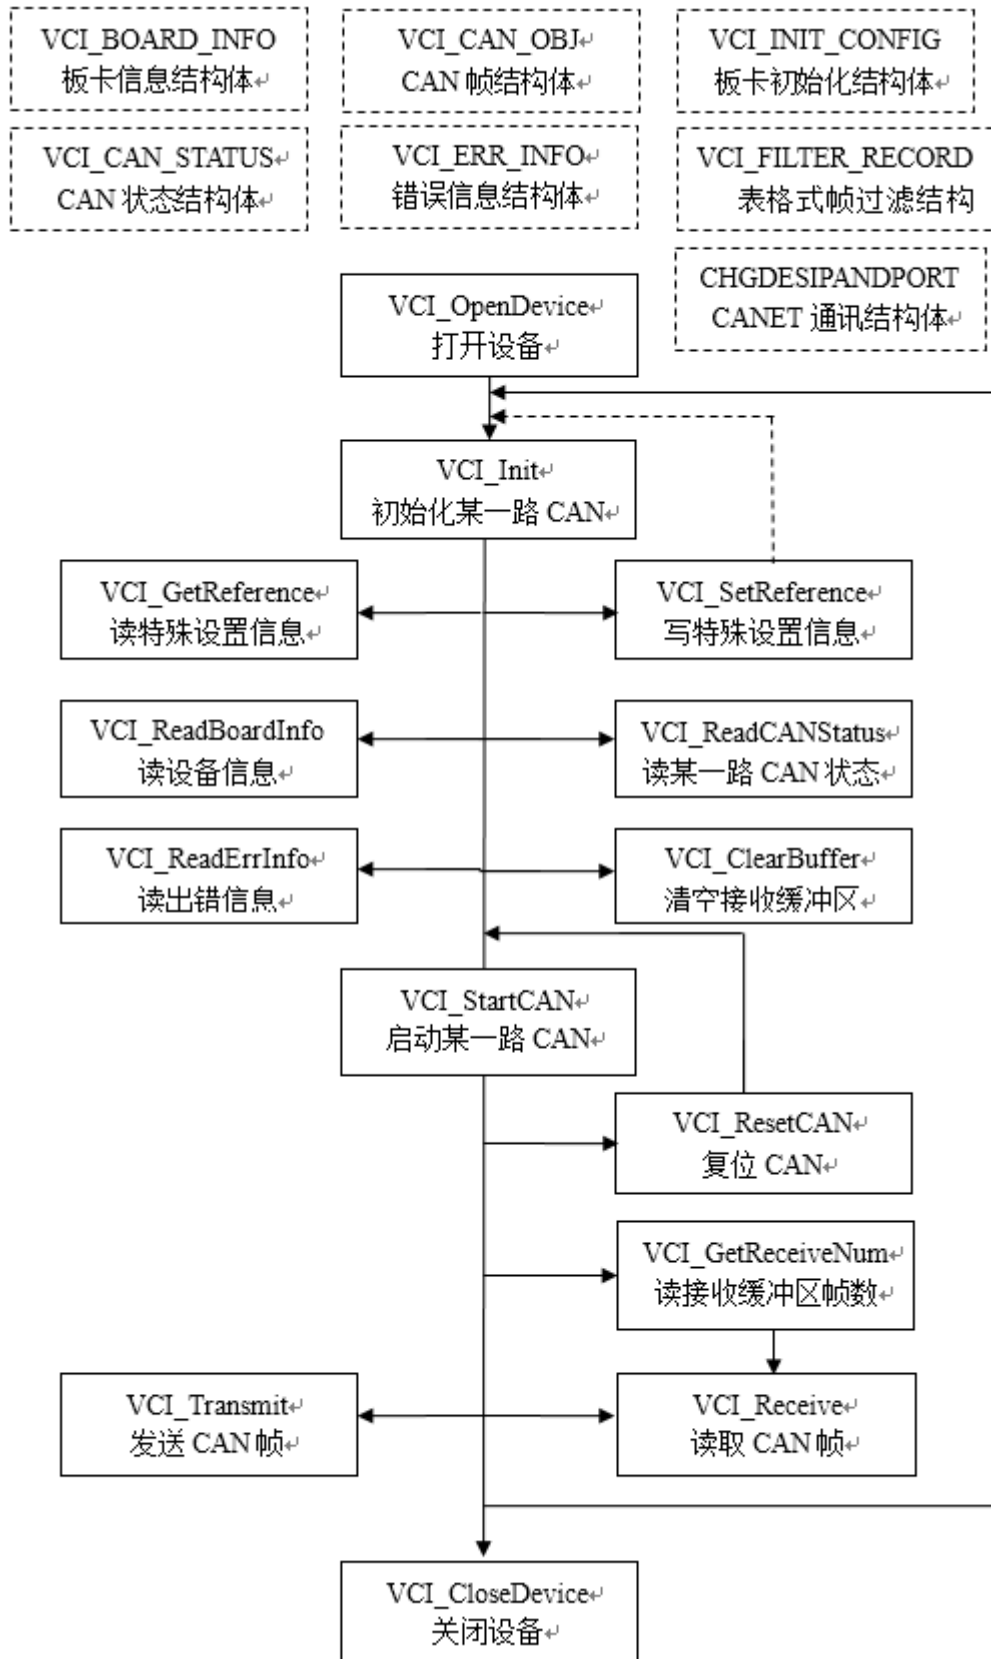 VCI_BOARD_INFO
板卡信息结构体↵
VCI_CAN_OBJ↵
CAN 帧结构体↵
VCI_INIT_CONFIG
板卡初始化结构体↵
VCI_CAN_STATUS↵
CAN 状态结构体↵
VCI_ERR_INFO↵
错误信息结构体↵
VCI_FILTER_RECORD
表格式帧过滤结构
CHGDESIPANDPORT
CANET 通讯结构体↵
VCI_OpenDevice↵
打开设备↵
VCI_Init↵
初始化某一路 CAN↵
VCI_GetReference↵
读特殊设置信息↵
VCI_SetReference↵
写特殊设置信息↵
VCI_ReadBoardInfo
读设备信息↵
VCI_ReadCANStatus↵
读某一路 CAN 状态↵
VCI_ReadErrInfo↵
读出错信息↵
VCI_ClearBuffer↵
清空接收缓冲区↵
VCI_StartCAN↵
启动某一路 CAN↵
VCI_ResetCAN↵
复位 CAN↵
VCI_GetReceiveNum↵
读接收缓冲区帧数↵
VCI_Transmit↵
发送 CAN 帧↵
VCI_Receive↵
读取 CAN 帧↵
VCI_CloseDevice↵
关闭设备↵